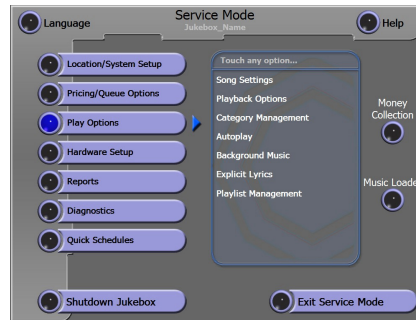 Language
Service Mode
Jukebox_Name
Help
Location/System Setup
Pricing/Queue Options
Play Options
Hardware Setup
Reports
Diagnostics
Quick Schedules
Touch any option...
Song Settings
Playback Options
Category Management
Autoplay
Background Music
Explicit Lyrics
Playlist Management
Money
Collection
Music Loade
Shutdown Jukebox
Exit Service Mode